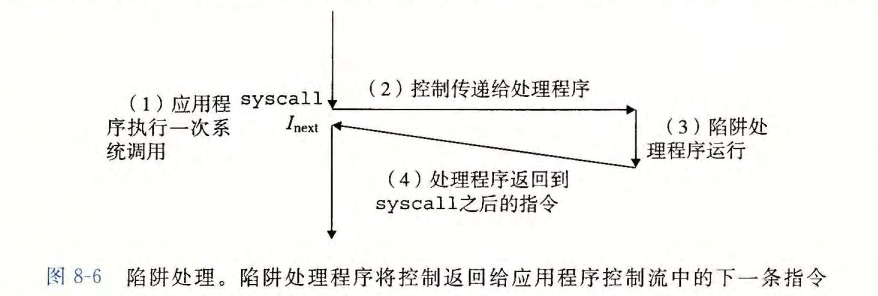 (1)应用程
序执行一次系
统调用
syscall
Inext
(2)控制传递给处理程序
(3)陷阱处
理程序运行
(4)处理程序返回到
syscall之后的指令
图 8-6 陷阱处理。陷阱处理程序将控制返回给应用程序控制流中的下一条指令